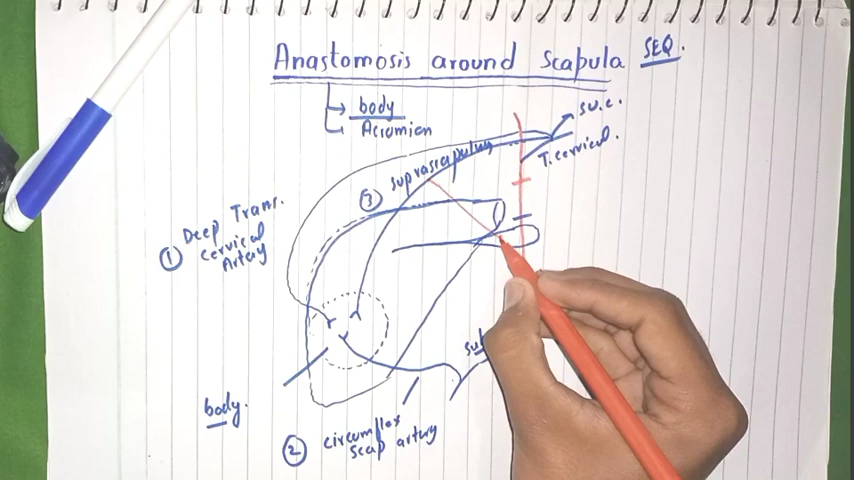 Anastomosis around Scapula SEQ.
body
Acromion
su.c.
T.cervical.
③ suprascapular
① Deep Trans.
cervical
Artery
body.
② circumflex
scap artery